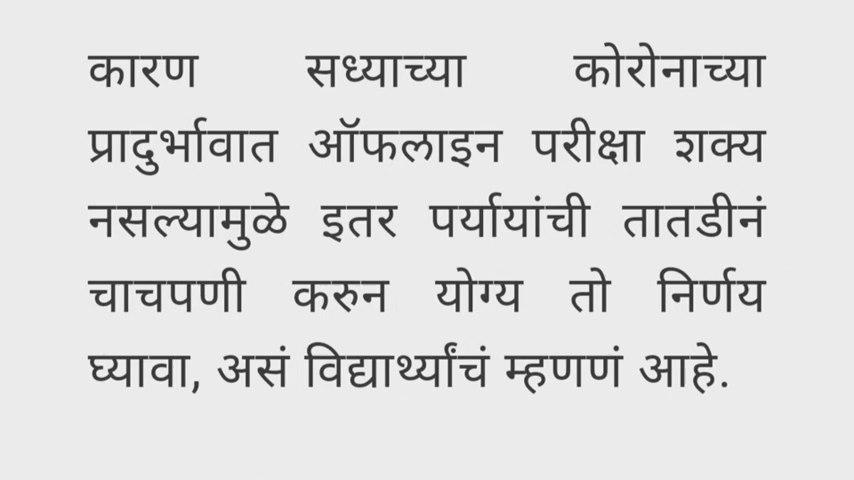 कारण सध्याच्या कोरोनाच्या
प्रादुर्भावात ऑफलाइन परीक्षा शक्य
नसल्यामुळे इतर पर्यायांची तातडीनं
चाचपणी करुन योग्य तो निर्णय
घ्यावा, असं विद्यार्थ्यांचं म्हणणं आहे.